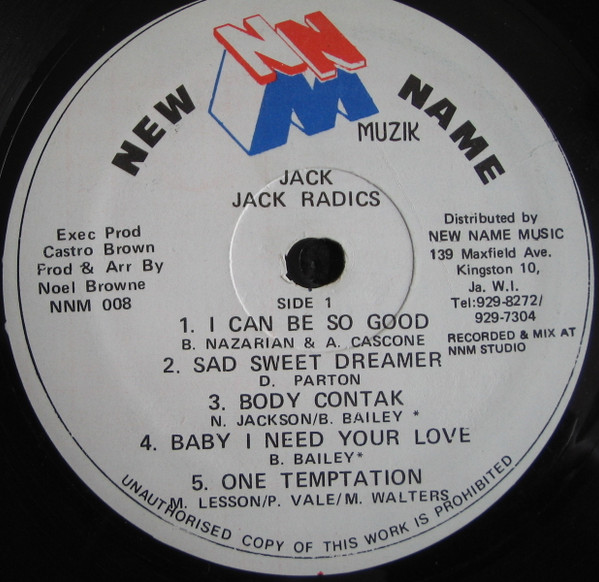 NNM
NEW NAME
MUZIK
JACK
JACK RADICS
Exec Prod
Castro Brown
Prod & Arr By
Noel Browne
NNM 008
Distributed by
NEW NAME MUSIC
139 Maxfield Ave.
Kingston 10,
Ja. W.I.
Tel:929-8272/
929-7304
RECORDED & MIX AT
NNM STUDIO
SIDE 1
1. I CAN BE SO GOOD
B. NAZARIAN & A. CASCONE
2. SAD SWEET DREAMER
D. PARTON
3. BODY CONTAK
N. JACKSON/B. BAILEY *
4. BABY I NEED YOUR LOVE
B. BAILEY*
5. ONE TEMPTATION
M. LESSON/P. VALE/M. WALTERS
UNAUTHORISED COPY OF THIS WORK IS PROHIBITED